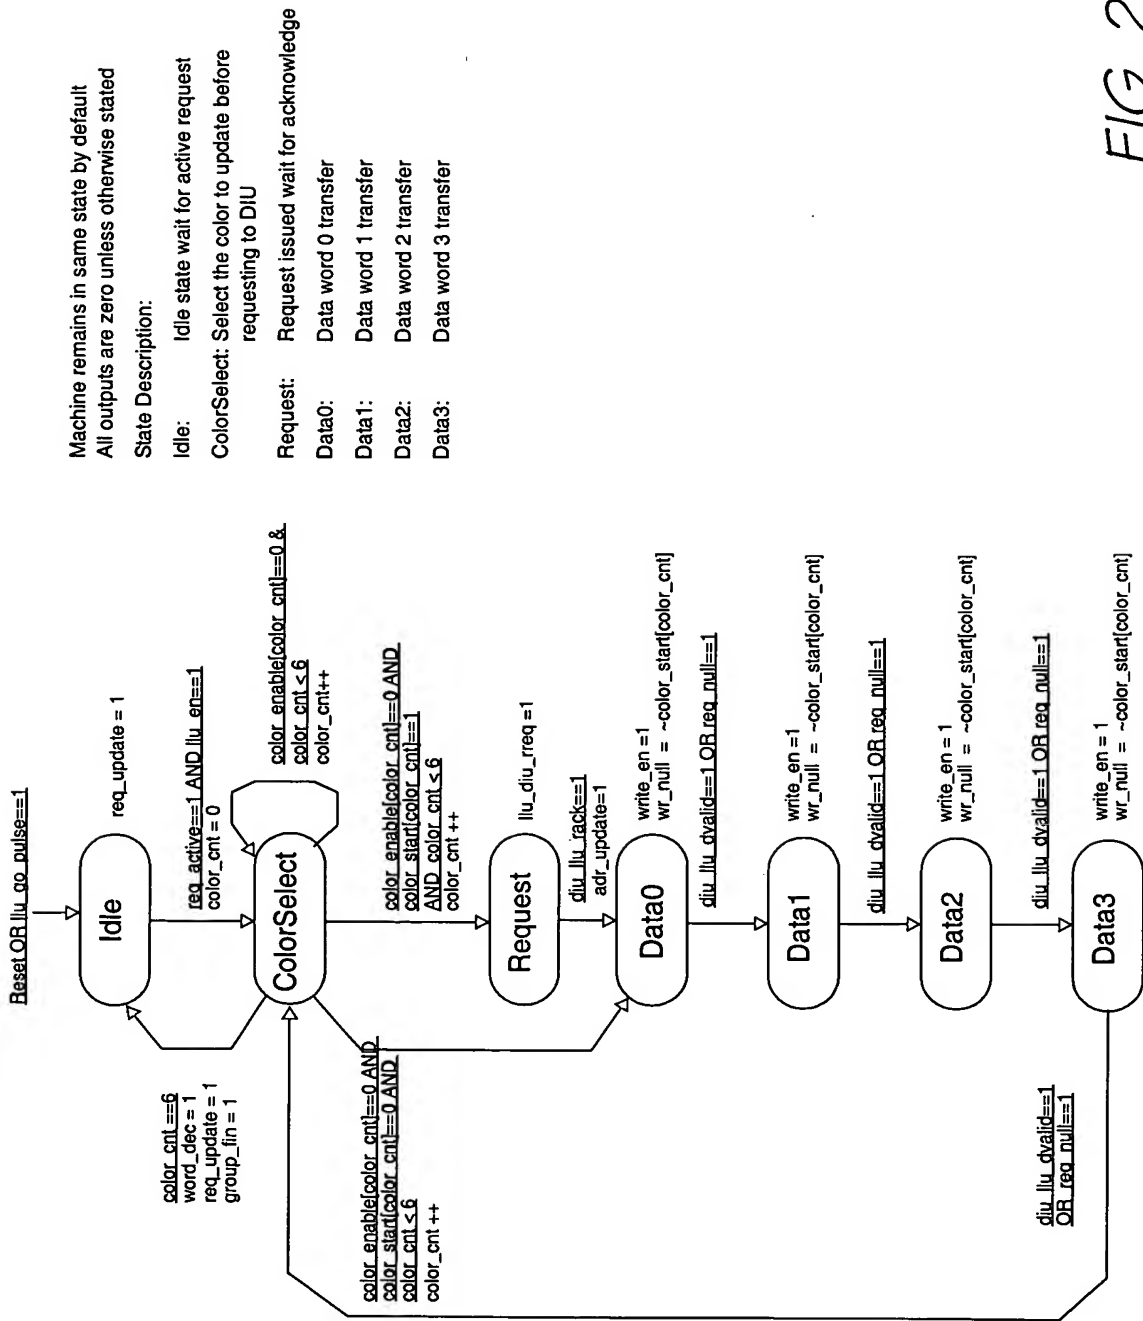 Machine remains in same state by default
All outputs are zero unless otherwise stated
State Description:
Idle: Idle state wait for active request
ColorSelect: Select the color to update before
requesting to DIU
Request: Request issued wait for acknowledge
Data0: Data word 0 transfer
Data1: Data word 1 transfer
Data2: Data word 2 transfer
Data3: Data word 3 transfer
Reset OR llu_go_pulse==1
Idle
req_update = 1
req_active==1 AND llu_en==1
color_cnt = 0
color_cnt ==6
word_dec = 1
req_update = 1
group_fin = 1
ColorSelect
color_enable[color_cnt]==0 &
color_cnt < 6
color_cnt++
color_enable[color_cnt]==0 AND
color_start[color_cnt]==1
AND color_cnt < 6
color_cnt ++
color_enable[color_cnt]==0 AND
color_start[color_cnt]==0 AND
color_cnt < 6
color_cnt ++
Request
llu_diu_rreq =1
diu_llu_rack==1
adr_update=1
Data0
write_en =1
wr_null = ~color_start[color_cnt]
diu_llu_dvalid==1 OR req_null==1
Data1
write_en =1
wr_null = ~color_start[color_cnt]
diu_llu_dvalid==1 OR req_null==1
Data2
write_en = 1
wr_null = ~color_start[color_cnt]
diu_llu_dvalid==1 OR req_null==1
Data3
write_en = 1
wr_null = ~color_start[color_cnt]
diu_llu_dvalid==1
OR req_null==1
FIG. 2